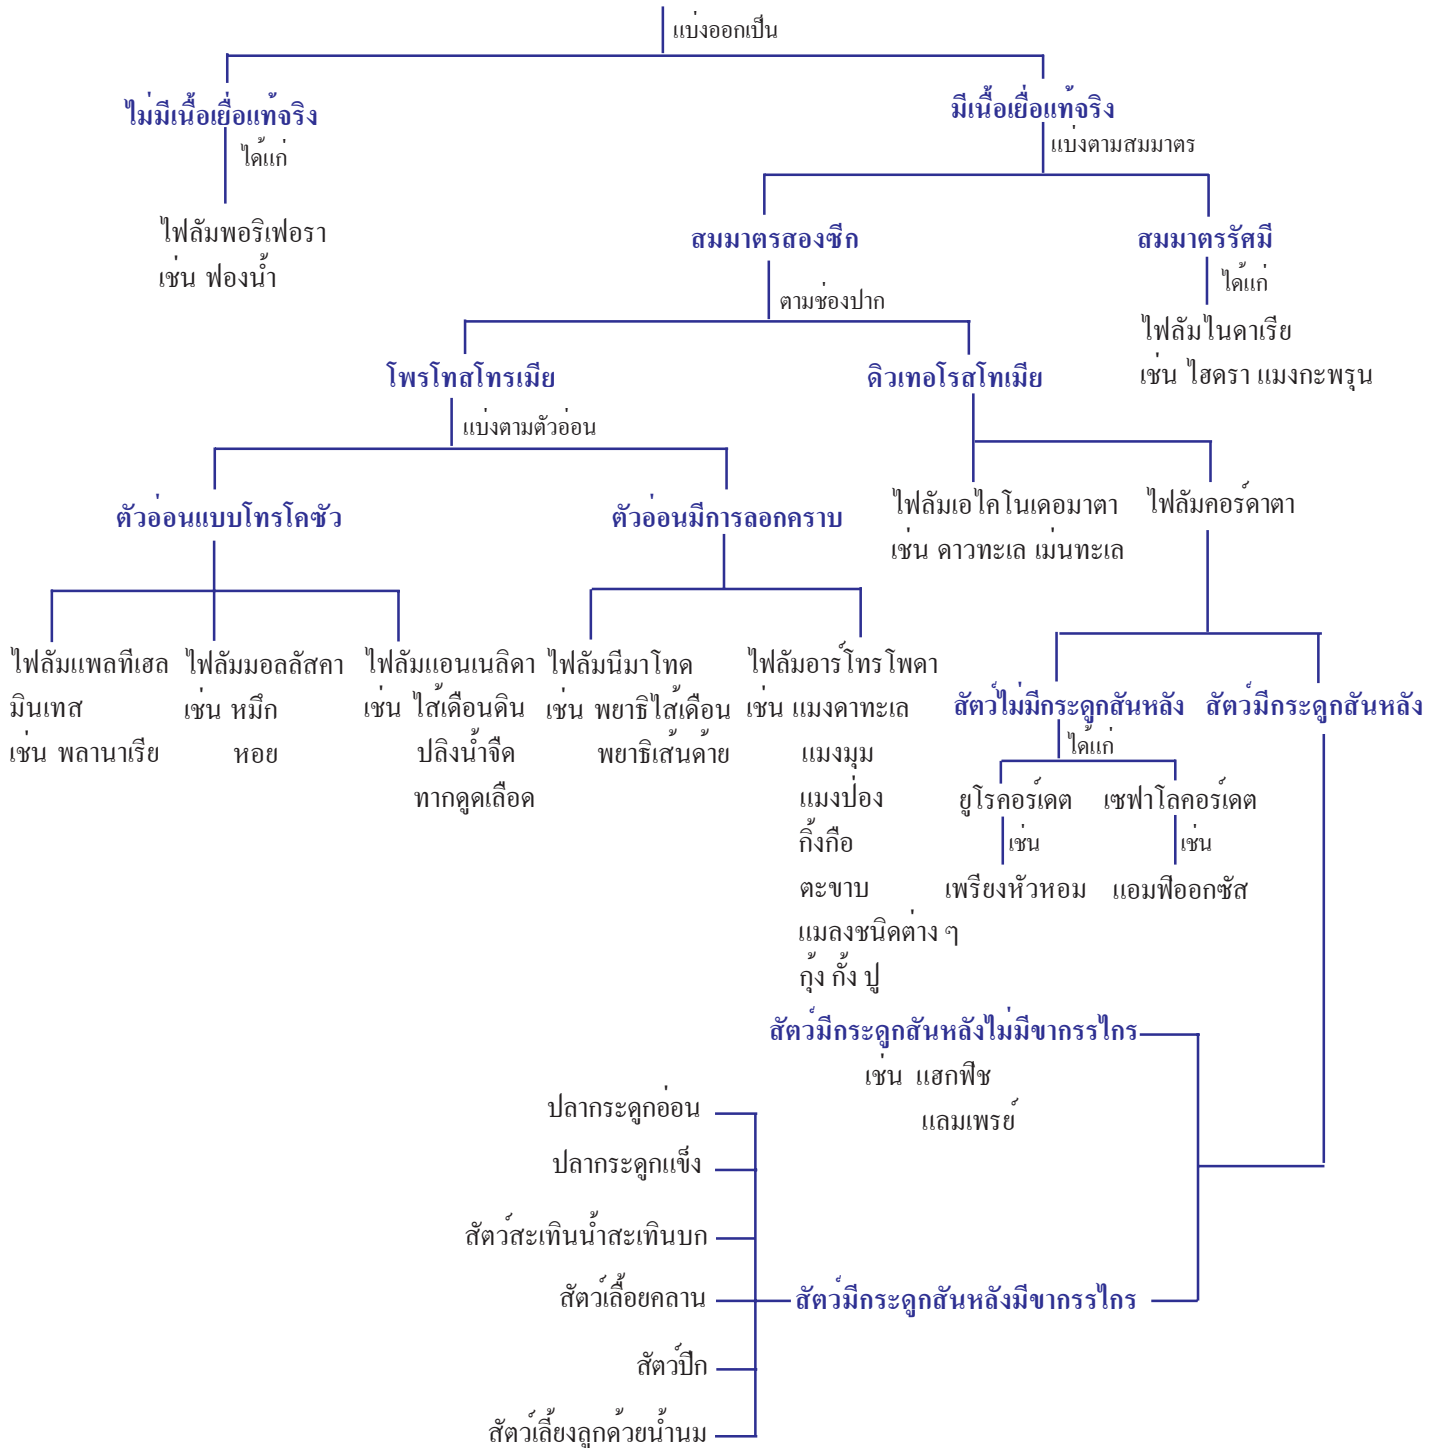 แบ่งออกเป็น
ไม่มีเนื้อเยื่อแท้จริง
มีเนื้อเยื่อแท้จริง
ได้แก่
แบ่งตามสมมาตร
ไฟลัมพอริเฟอรา
เช่น ฟองน้ำ
สมมาตรสองซีก
สมมาตรรัศมี
ตามช่องปาก
ได้แก่
ไฟลัมไนดาเรีย
เช่น ไฮดรา แมงกะพรุน
โพรโทสโทรเมีย
ดิวเทอโรสโทเมีย
แบ่งตามตัวอ่อน
ตัวอ่อนแบบโทรโคซัว
ตัวอ่อนมีการลอกคราบ
ไฟลัมเอไคโนเดอมาตา
เช่น ดาวทะเล เม่นทะเล
ไฟลัมคอร์ดาตา
ไฟลัมแพลทีเฮล
มินเทส
เช่น พลานาเรีย
ไฟลัมมอลลัสคา
เช่น หมึก
หอย
ไฟลัมแอนเนลิดา
เช่น ไส้เดือนดิน
ปลิงน้ำจืด
ทากดูดเลือด
ไฟลัมนีมาโทด
เช่น พยาธิไส้เดือน
พยาธิเส้นด้าย
ไฟลัมอาร์โทรโพดา
เช่น แมงดาทะเล
แมงมุม
แมงป่อง
กิ้งกือ
ตะขาบ
แมลงชนิดต่าง ๆ
กุ้ง กั้ง ปู
สัตว์ไม่มีกระดูกสันหลัง
สัตว์มีกระดูกสันหลัง
ได้แก่
ยูโรคอร์เดต
เซฟาโลคอร์เดต
เช่น
เช่น
เพรียงหัวหอม
แอมฟิออกซัส
สัตว์มีกระดูกสันหลังไม่มีขากรรไกร
เช่น แฮกฟิช
แลมเพรย์
ปลากระดูกอ่อน
ปลากระดูกแข็ง
สัตว์สะเทินน้ำสะเทินบก
สัตว์เลื้อยคลาน
สัตว์มีกระดูกสันหลังมีขากรรไกร
สัตว์ปีก
สัตว์เลี้ยงลูกด้วยน้ำนม